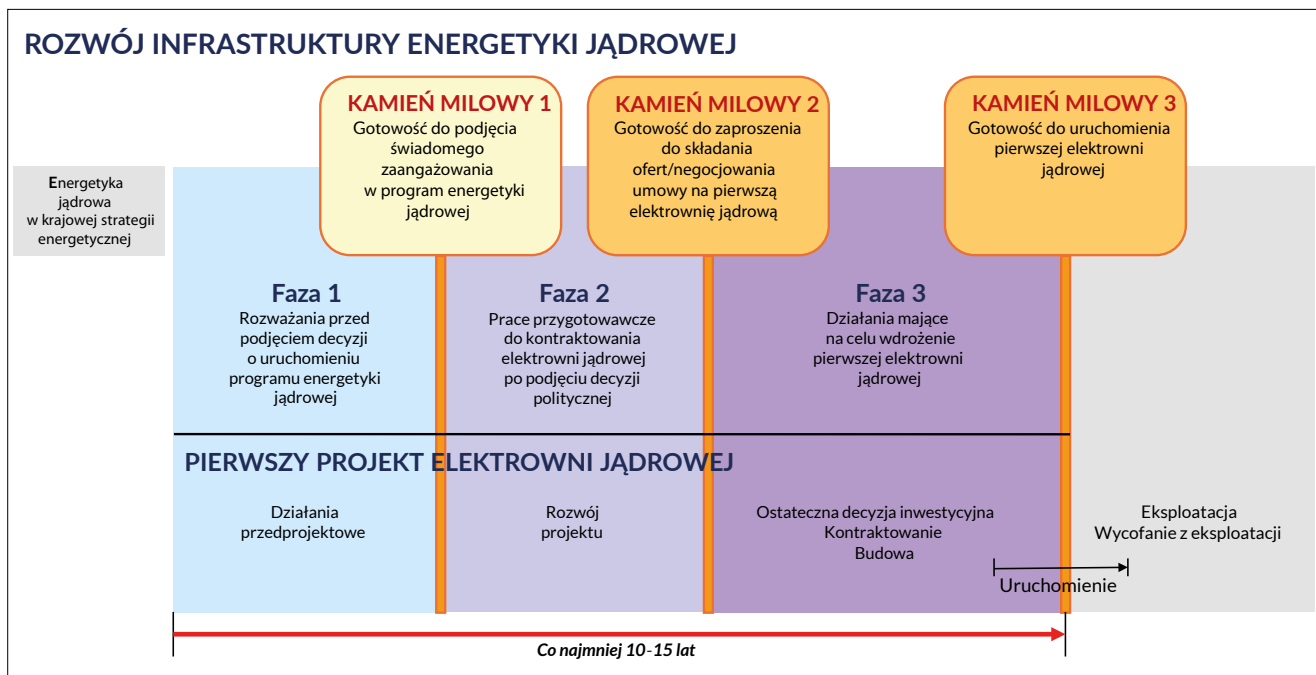 ROZWÓJ INFRASTRUKTURY ENERGETYKI JĄDROWEJ
KAMIEŃ MILOWY 1
Gotowość do podjęcia
świadomego
zaangażowania
w program energetyki
jądrowej
KAMIEŃ MILOWY 2
Gotowość do zaproszenia
do składania
ofert/negocjowania
umowy na pierwszą
elektrownię jądrową
KAMIEŃ MILOWY 3
Gotowość do uruchomienia
pierwszej elektrowni
jądrowej
Energetyka
jądrowa
w krajowej strategii
energetycznej
Faza 1
Rozważania przed
podjęciem decyzji
o uruchomieniu
programu energetyki
jądrowej
Faza 2
Prace przygotowawcze
do kontraktowania
elektrowni jądrowej
po podjęciu decyzji
politycznej
Faza 3
Działania mające
na celu wdrożenie
pierwszej elektrowni
jądrowej
PIERWSZY PROJEKT ELEKTROWNI JĄDROWEJ
Działania
przedprojektowe
Rozwój
projektu
Ostateczna decyzja inwestycyjna
Kontraktowanie
Budowa
Eksploatacja
Wycofanie z eksploatacji
Uruchomienie
Co najmniej 10-15 lat